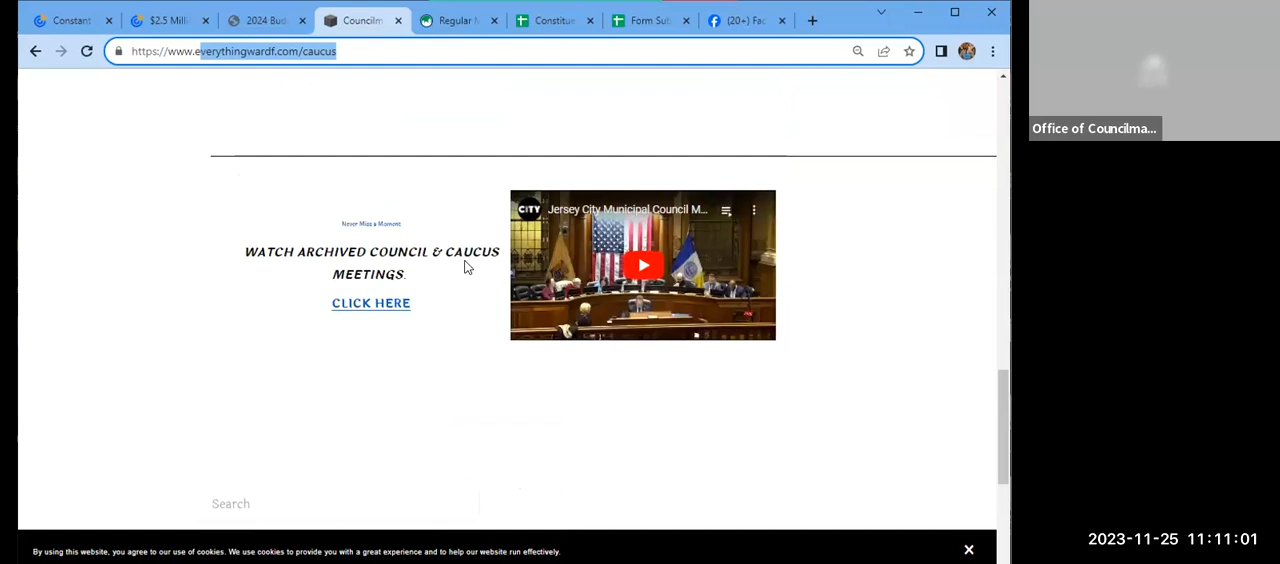 Constant
$2.5 Mill
2024 Bud
Councilm
Regular M
Constitue
Form Sub
(20+) Fac
https://www.everythingwardf.com/caucus
Office of Councilma...
CITY
Jersey City Municipal Council M...
Never Miss a Moment
WATCH ARCHIVED COUNCIL & CAUCUS
MEETINGS.
CLICK HERE
Search
By using this website, you agree to our use of cookies. We use cookies to provide you with a great experience and to help our website run effectively.
2023-11-25 11:11:01